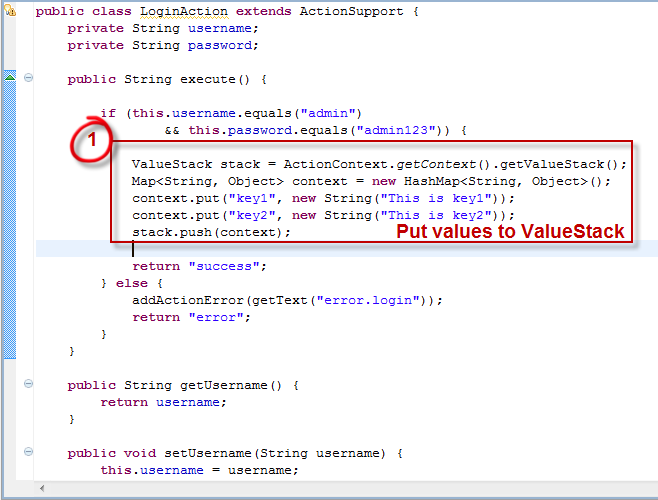 public class LoginAction extends ActionSupport {
private String username;
private String password;
public String execute() {
if (this.username.equals("admin")
&& this.password.equals("admin123")) {
1
ValueStack stack = ActionContext.getContext().getValueStack();
Map<String, Object> context = new HashMap<String, Object>();
context.put("key1", new String("This is key1"));
context.put("key2", new String("This is key2"));
stack.push(context);
Put values to ValueStack
return "success";
} else {
addActionError(getText("error.login"));
return "error";
}
}
public String getUsername() {
return username;
}
public void setUsername(String username) {
this.username = username;